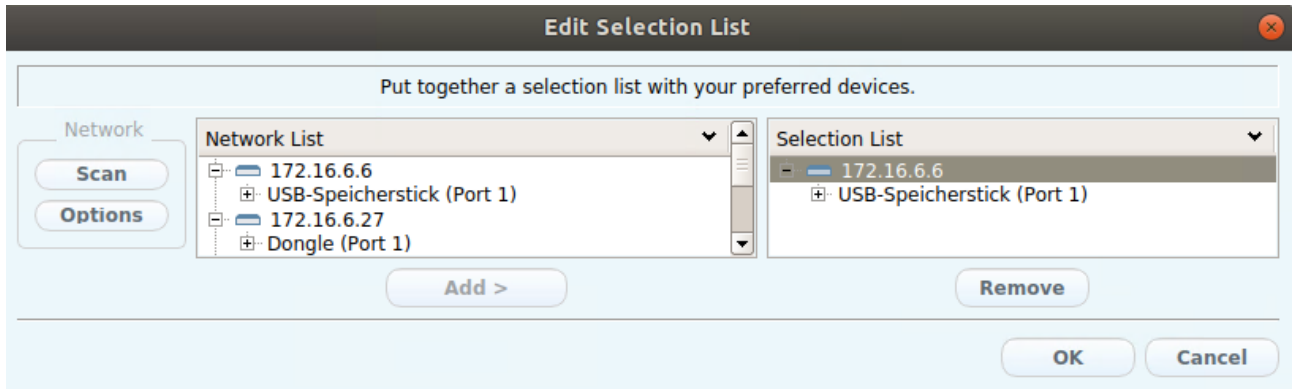 Edit Selection List
Put together a selection list with your preferred devices.
Network
Scan
Options
Network List
172.16.6.6
USB-Speicherstick (Port 1)
172.16.6.27
Dongle (Port 1)
Add >
Selection List
172.16.6.6
USB-Speicherstick (Port 1)
Remove
OK
Cancel